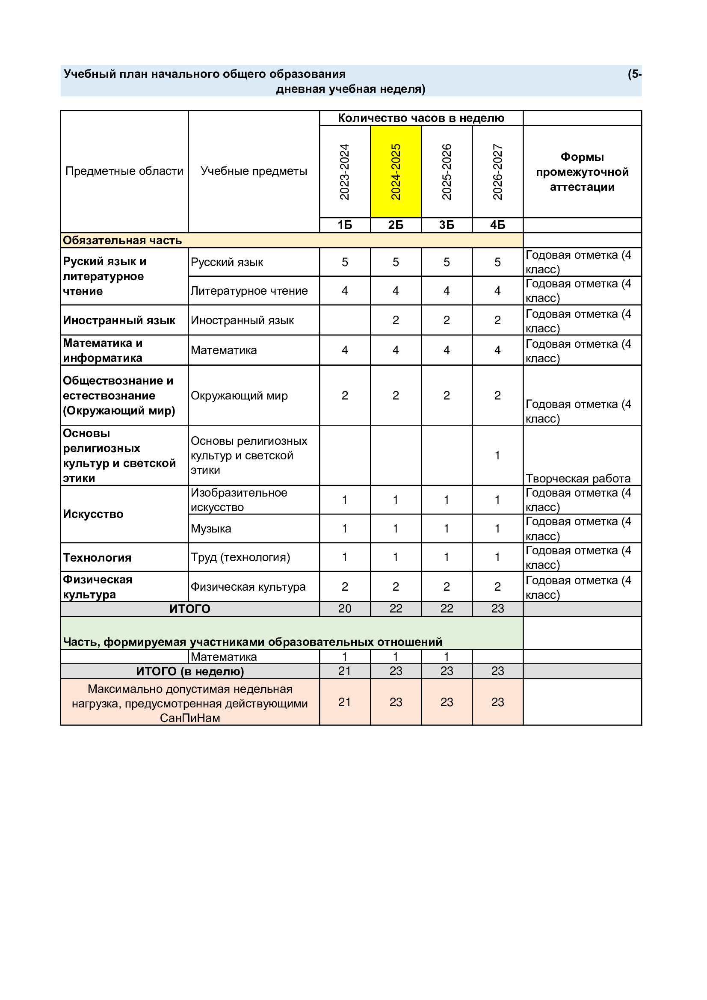 Учебный план начального общего образования (5-
дневная учебная неделя)
Предметные области
Учебные предметы
Количество часов в неделю
2023-2024
2024-2025
2025-2026
2026-2027
Формы
промежуточной
аттестации
1Б 2Б 3Б 4Б
Обязательная часть
Руский язык и
литературное
чтение
Русский язык 5 5 5 5
Годовая отметка (4
класс)
Литературное чтение 4 4 4 4
Годовая отметка (4
класс)
Иностранный язык Иностранный язык 2 2 2
Годовая отметка (4
класс)
Математика и
информатика
Математика 4 4 4 4
Годовая отметка (4
класс)
Обществознание и
естествознание
(Окружающий мир)
Окружающий мир 2 2 2 2
Годовая отметка (4
класс)
Основы
религиозных
культур и светской
этики
Основы религиозных
культур и светской
этики
1
Творческая работа
Искусство
Изобразительное
искусство
1 1 1 1
Годовая отметка (4
класс)
Музыка 1 1 1 1
Годовая отметка (4
класс)
Технология Труд (технология) 1 1 1 1
Годовая отметка (4
класс)
Физическая
культура
Физическая культура 2 2 2 2
Годовая отметка (4
класс)
ИТОГО 20 22 22 23
Часть, формируемая участниками образовательных отношений
Математика 1 1 1
ИТОГО (в неделю) 21 23 23 23
Максимально допустимая недельная
нагрузка, предусмотренная действующими
СанПиНам
21 23 23 23